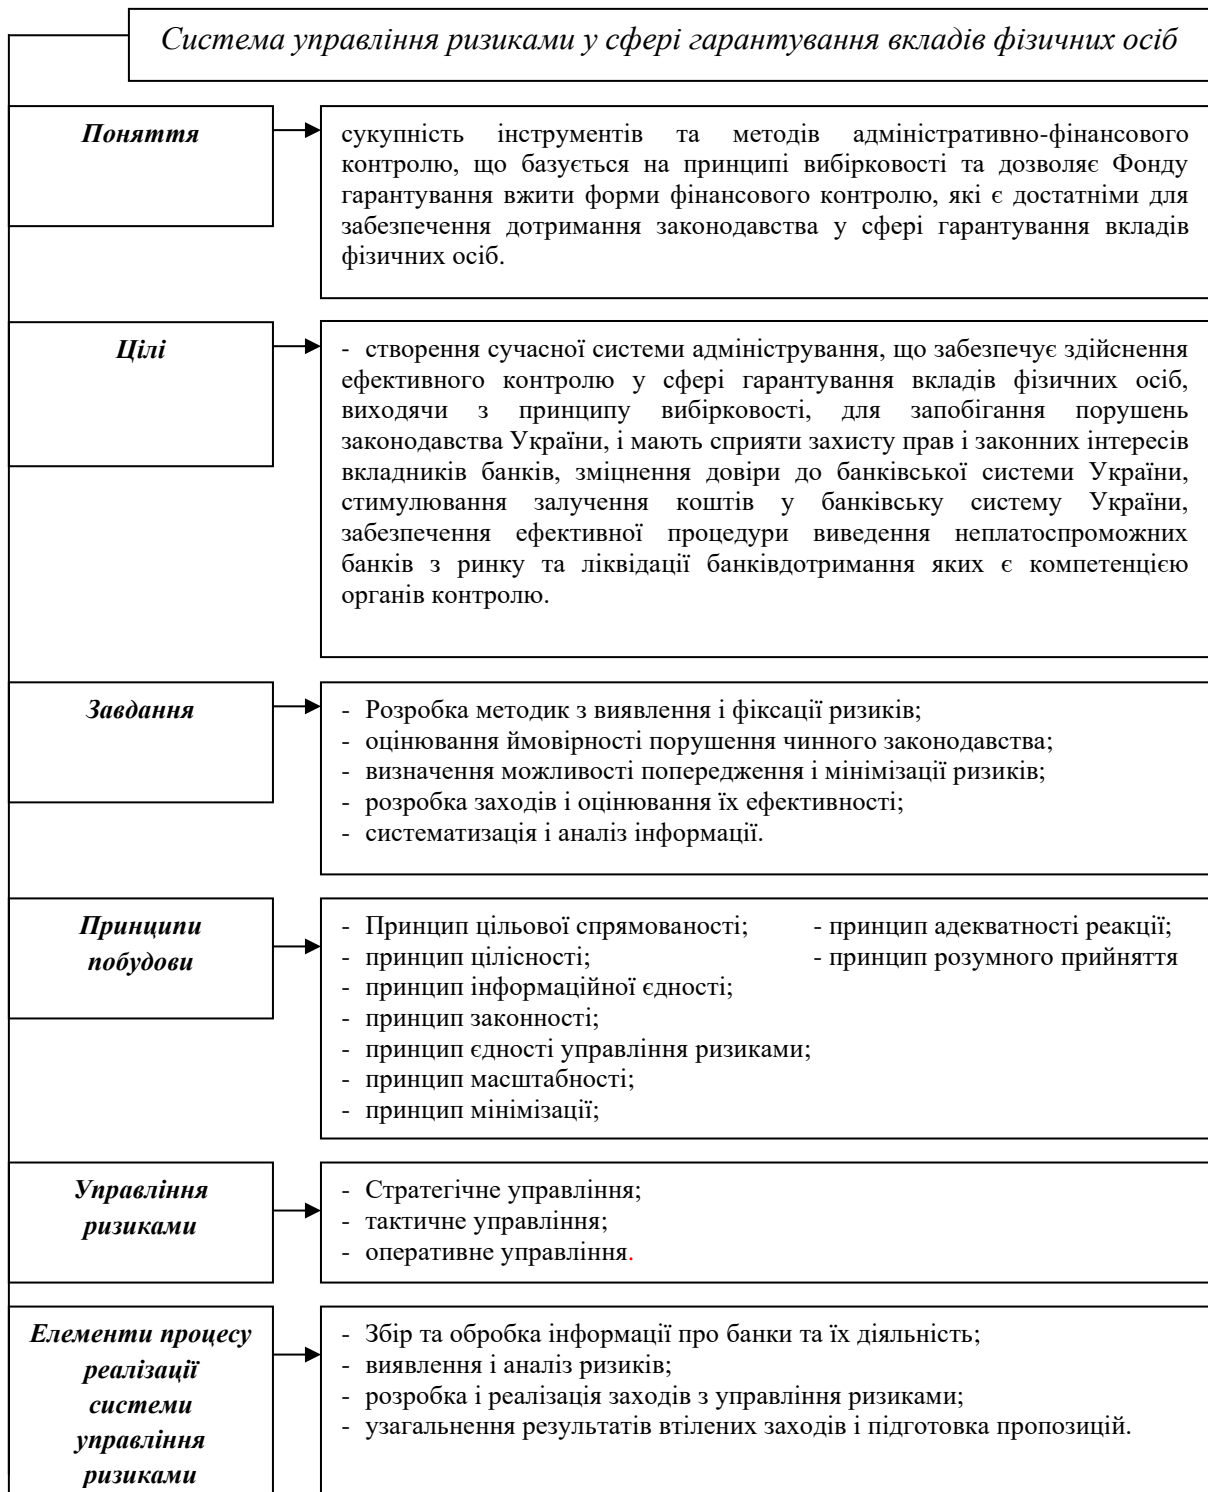 Система управління ризиками у сфері гарантування вкладів фізичних осіб
Поняття
сукупність інструментів та методів адміністративно-фінансового
контролю, що базується на принципі вибірковості та дозволяє Фонду
гарантування вжити форми фінансового контролю, які є достатніми для
забезпечення дотримання законодавства у сфері гарантування вкладів
фізичних осіб.
Цілі
- створення сучасної системи адміністрування, що забезпечує здійснення
ефективного контролю у сфері гарантування вкладів фізичних осіб,
виходячи з принципу вибірковості, для запобігання порушень
законодавства України, і мають сприяти захисту прав і законних інтересів
вкладників банків, зміцнення довіри до банківської системи України,
стимулювання залучення коштів у банківську систему України,
забезпечення ефективної процедури виведення неплатоспроможних
банків з ринку та ліквідації банківдотримання яких є компетенцією
органів контролю.
Завдання
- Розробка методик з виявлення і фіксації ризиків;
- оцінювання ймовірності порушення чинного законодавства;
- визначення можливості попередження і мінімізації ризиків;
- розробка заходів і оцінювання їх ефективності;
- систематизація і аналіз інформації.
Принципи
побудови
- Принцип цільової спрямованості; - принцип адекватності реакції;
- принцип цілісності; - принцип розумного прийняття
- принцип інформаційної єдності;
- принцип законності;
- принцип єдності управління ризиками;
- принцип масштабності;
- принцип мінімізації;
Управління
ризиками
- Стратегічне управління;
- тактичне управління;
- оперативне управління.
Елементи процесу
реалізації
системи
управління
ризиками
- Збір та обробка інформації про банки та їх діяльність;
- виявлення і аналіз ризиків;
- розробка і реалізація заходів з управління ризиками;
- узагальнення результатів втілених заходів і підготовка пропозицій.